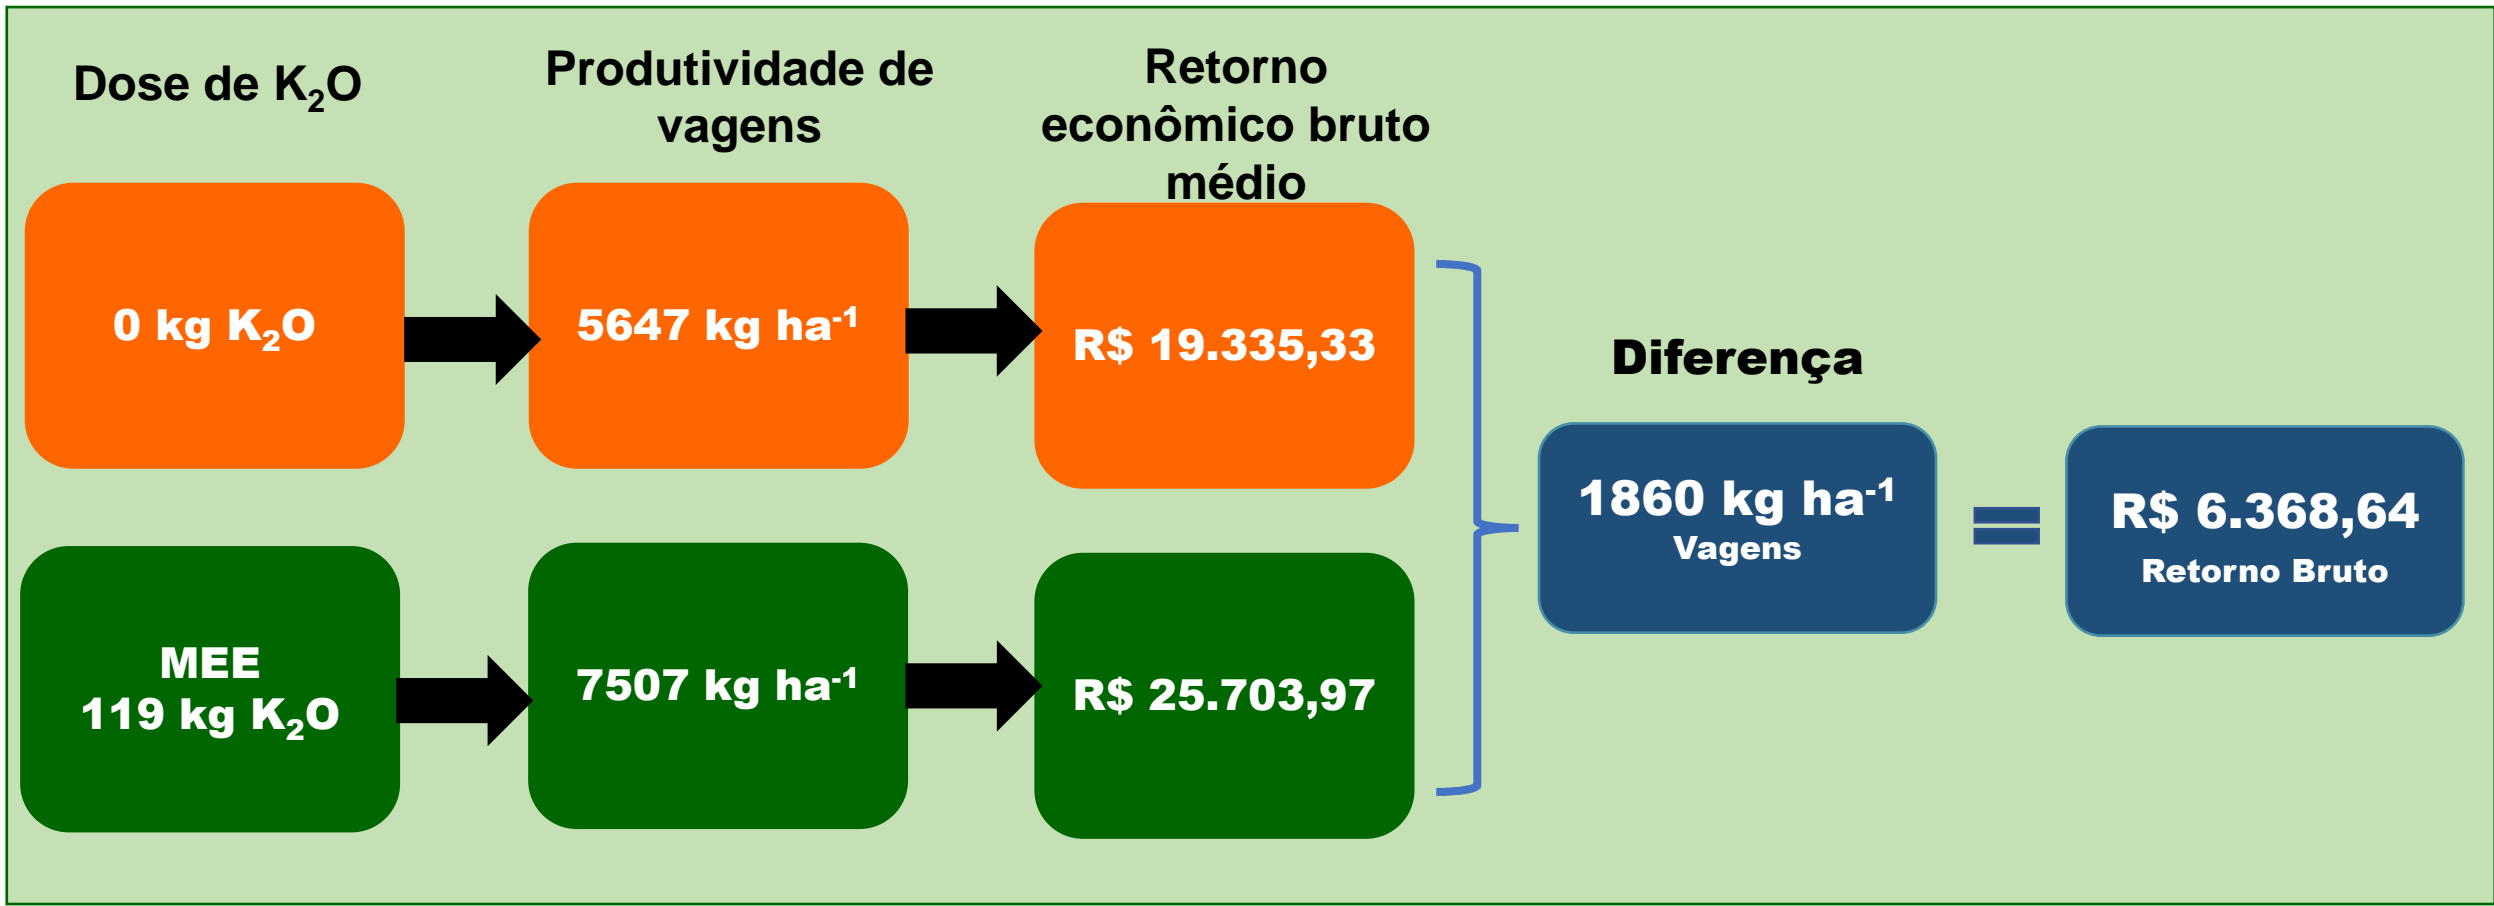 Dose de K₂O
Produtividade de
vagens
Retorno
econômico bruto
médio
0 kg K₂O
5647 kg ha⁻¹
R$ 19.335,33
MEE
119 kg K₂O
7507 kg ha⁻¹
R$ 25.703,97
Diferença
1860 kg ha⁻¹
Vagens
=
R$ 6.368,64
Retorno Bruto